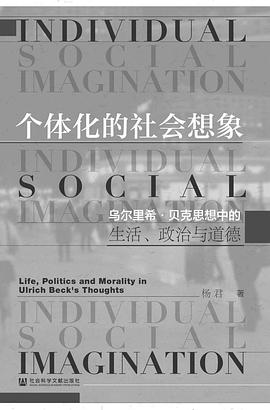 INDIVIDUAL
SOCIAL
IMAGINATION
个体化的社会想象
INDIVIDUAL
SOCIAL
IMAGINATION
乌尔里希·贝克思想中的
生活、政治与道德
Life, Politics and Morality in
Ulrich Beck's Thoughts
杨君 著
INDIVIDUAL
SOCIAL
IMAGINATION
社会科学文献出版社